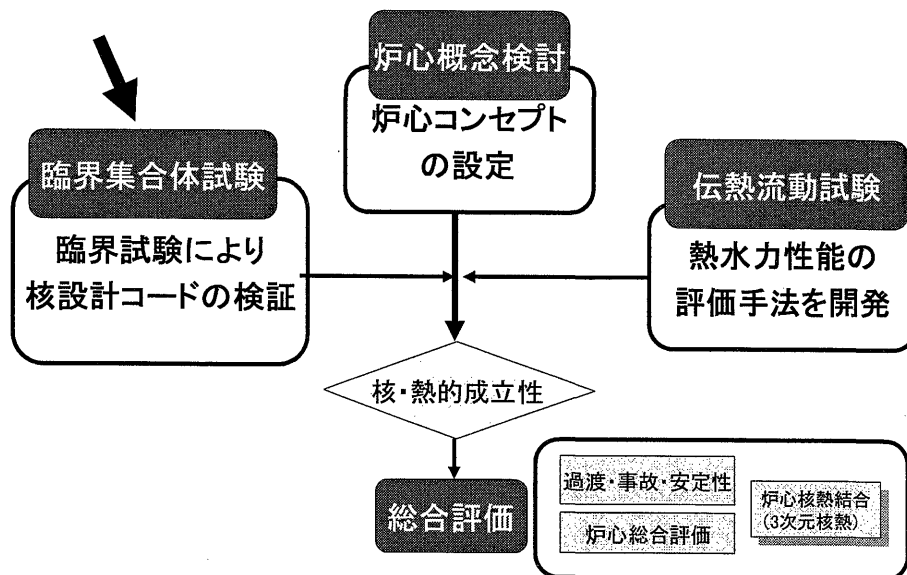 炉心概念検討
炉心コンセプト
の設定
臨界集合体試験
臨界試験により
核設計コードの検証
伝熱流動試験
熱水力性能の
評価手法を開発
核・熱的成立性
総合評価
過渡・事故・安定性
炉心総合評価
炉心核熱結合
(3次元核熱)